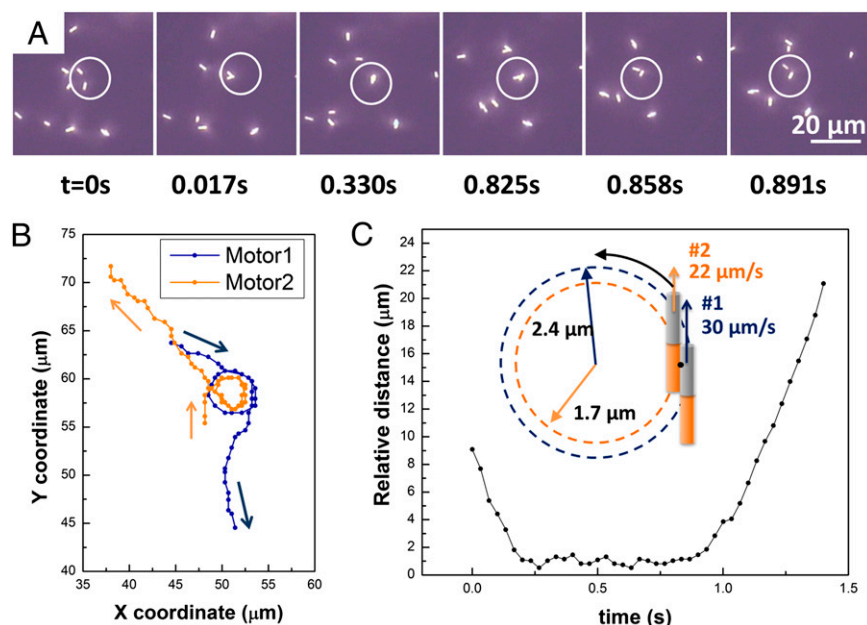 A
20 μm
t=0s 0.017s 0.330s 0.825s 0.858s 0.891s
B
75
70
65
60
55
50
45
40
35 40 45 50 55 60
Y coordinate (μm)
X coordinate (μm)
Motor1
Motor2
C
24
22
20
18
16
14
12
10
8
6
4
2
0
0.0 0.5 1.0 1.5
Relative distance (μm)
time (s)
#2
22 μm/s
#1
30 μm/s
2.4 μm
1.7 μm